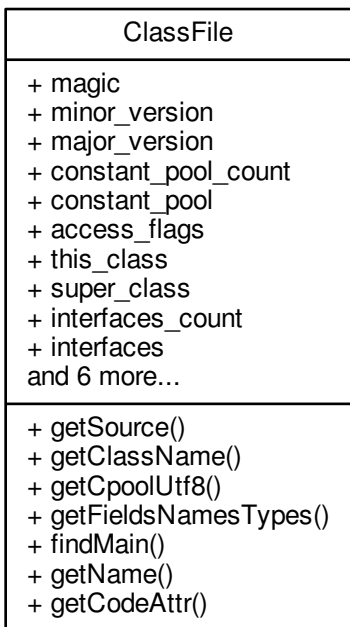 ClassFile
+ magic
+ minor_version
+ major_version
+ constant_pool_count
+ constant_pool
+ access_flags
+ this_class
+ super_class
+ interfaces_count
+ interfaces
and 6 more...
+ getSource()
+ getClassName()
+ getCpoolUtf8()
+ getFieldsNamesTypes()
+ findMain()
+ getName()
+ getCodeAttr()